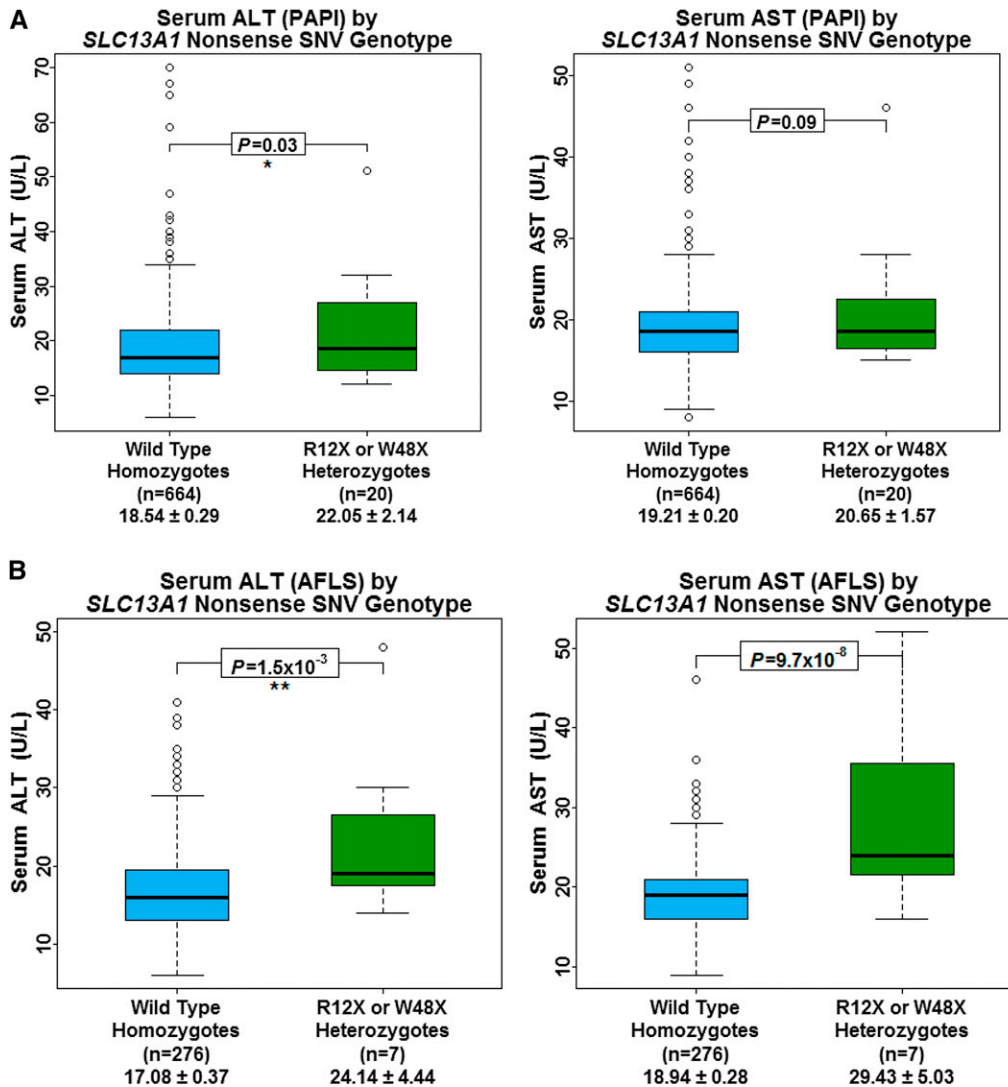 A
Serum ALT (PAPI) by
SLC13A1 Nonsense SNV Genotype
Serum ALT (U/L)
70
60
50
40
30
20
10
P=0.03
*
Wild Type
Homozygotes
(n=664)
18.54 ± 0.29
R12X or W48X
Heterozygotes
(n=20)
22.05 ± 2.14
Serum AST (PAPI) by
SLC13A1 Nonsense SNV Genotype
Serum AST (U/L)
50
40
30
20
10
P=0.09
Wild Type
Homozygotes
(n=664)
19.21 ± 0.20
R12X or W48X
Heterozygotes
(n=20)
20.65 ± 1.57
B
Serum ALT (AFLS) by
SLC13A1 Nonsense SNV Genotype
Serum ALT (U/L)
50
40
30
20
10
P=1.5x10⁻³
**
Wild Type
Homozygotes
(n=276)
17.08 ± 0.37
R12X or W48X
Heterozygotes
(n=7)
24.14 ± 4.44
Serum AST (AFLS) by
SLC13A1 Nonsense SNV Genotype
Serum AST (U/L)
50
40
30
20
10
P=9.7x10⁻⁸
Wild Type
Homozygotes
(n=276)
18.94 ± 0.28
R12X or W48X
Heterozygotes
(n=7)
29.43 ± 5.03